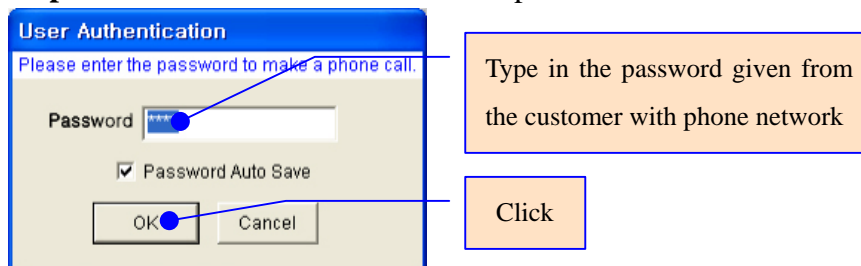 User Authentication
Please enter the password to make a phone call.
Password ****
Password Auto Save
OK Cancel
Type in the password given from
the customer with phone network
Click